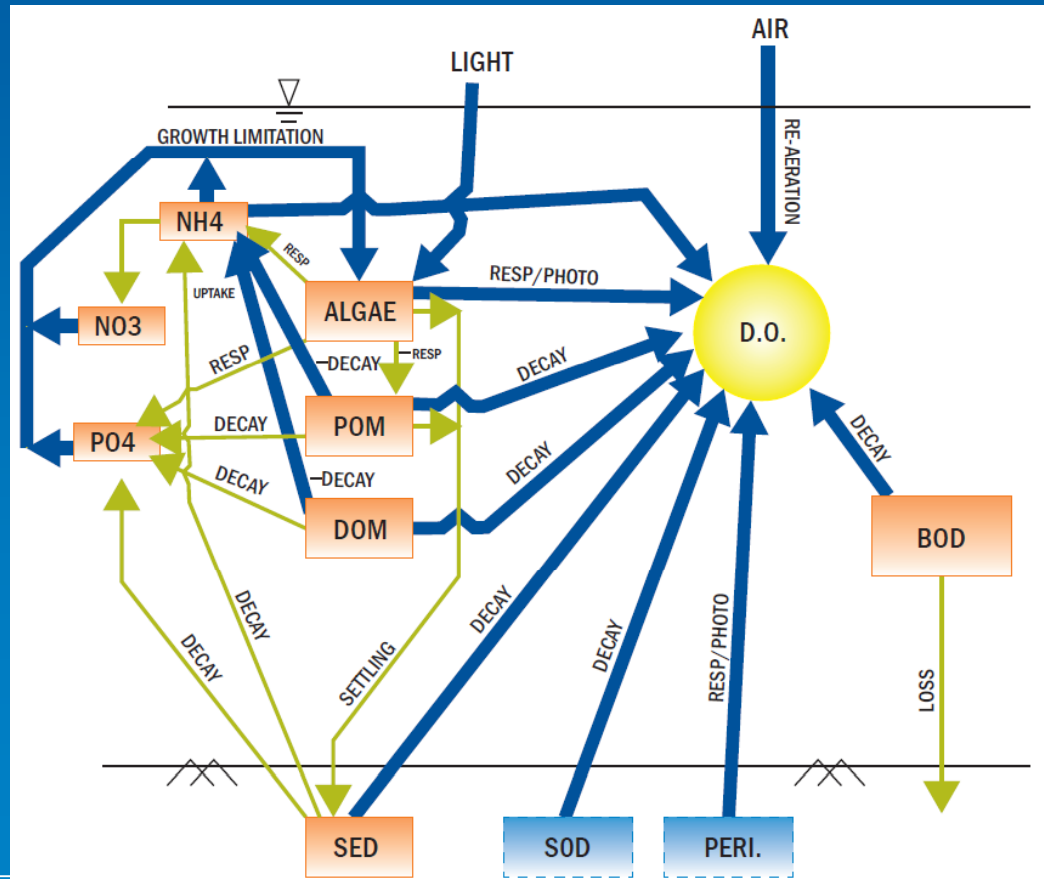 AIR
LIGHT
RE-AERATION
GROWTH LIMITATION
NH4
RESP
UPTAKE
RESP/PHOTO
ALGAE
NO3
D.O.
RESP
–DECAY
–RESP
DECAY
PO4
DECAY
POM
DECAY
DECAY
–DECAY
DECAY
DOM
BOD
DECAY
DECAY
DECAY
SETTLING
DECAY
RESP/PHOTO
LOSS
SED
SOD
PERI.